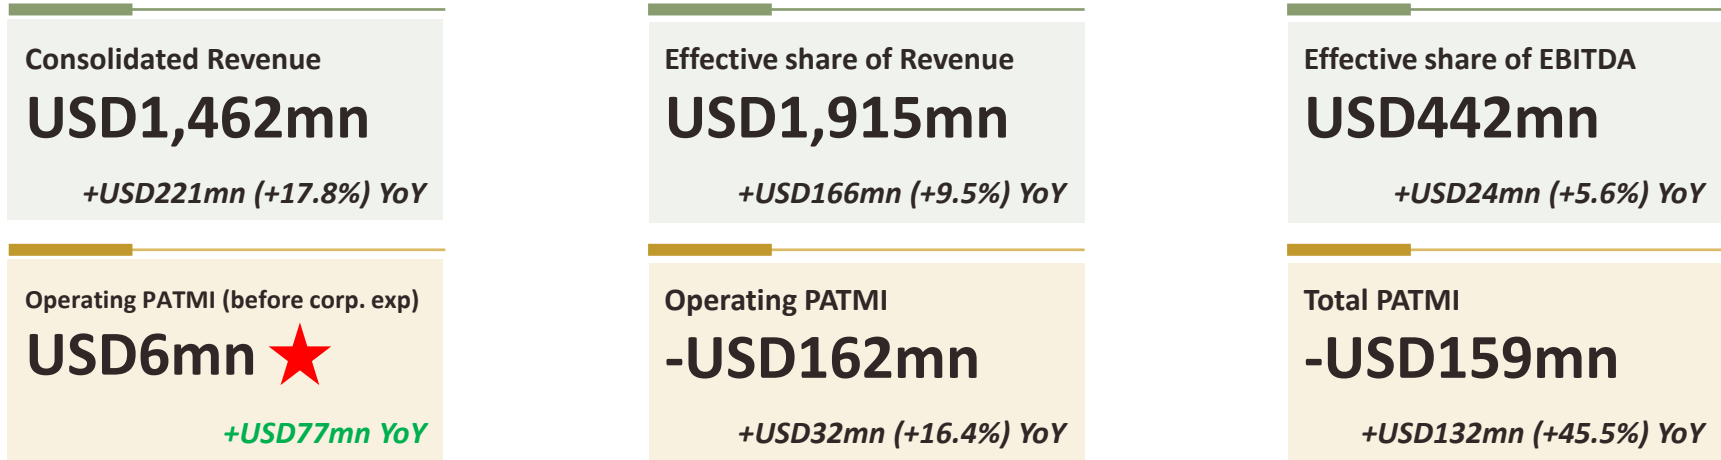 Consolidated Revenue
USD1,462mn
+USD221mn (+17.8%) YoY
Effective share of Revenue
USD1,915mn
+USD166mn (+9.5%) YoY
Effective share of EBITDA
USD442mn
+USD24mn (+5.6%) YoY
Operating PATMI (before corp. exp)
USD6mn
+USD77mn YoY
Operating PATMI
-USD162mn
+USD32mn (+16.4%) YoY
Total PATMI
-USD159mn
+USD132mn (+45.5%) YoY